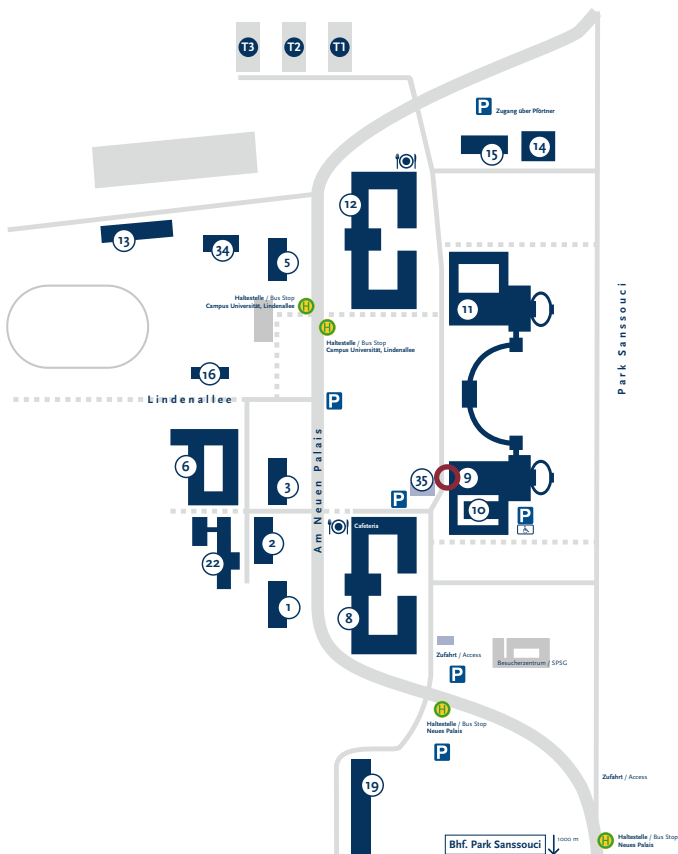 T3
T2
T1
P
Zugang über Pförtner
15
14
12
13
34
5
11
Haltestelle / Bus Stop
Campus Universität, Lindenallee
H
H
Haltestelle / Bus Stop
Campus Universität, Lindenallee
Park Sanssouci
16
Lindenallee
P
Am Neuen Palais
6
3
35
9
P
10
P
Cafeteria
2
22
1
8
Zufahrt / Access
Besucherzentrum / SPSG
P
H
Haltestelle / Bus Stop
Neues Palais
P
19
Zufahrt / Access
Bhf. Park Sanssouci
1000 m
H
Haltestelle / Bus Stop
Neues Palais